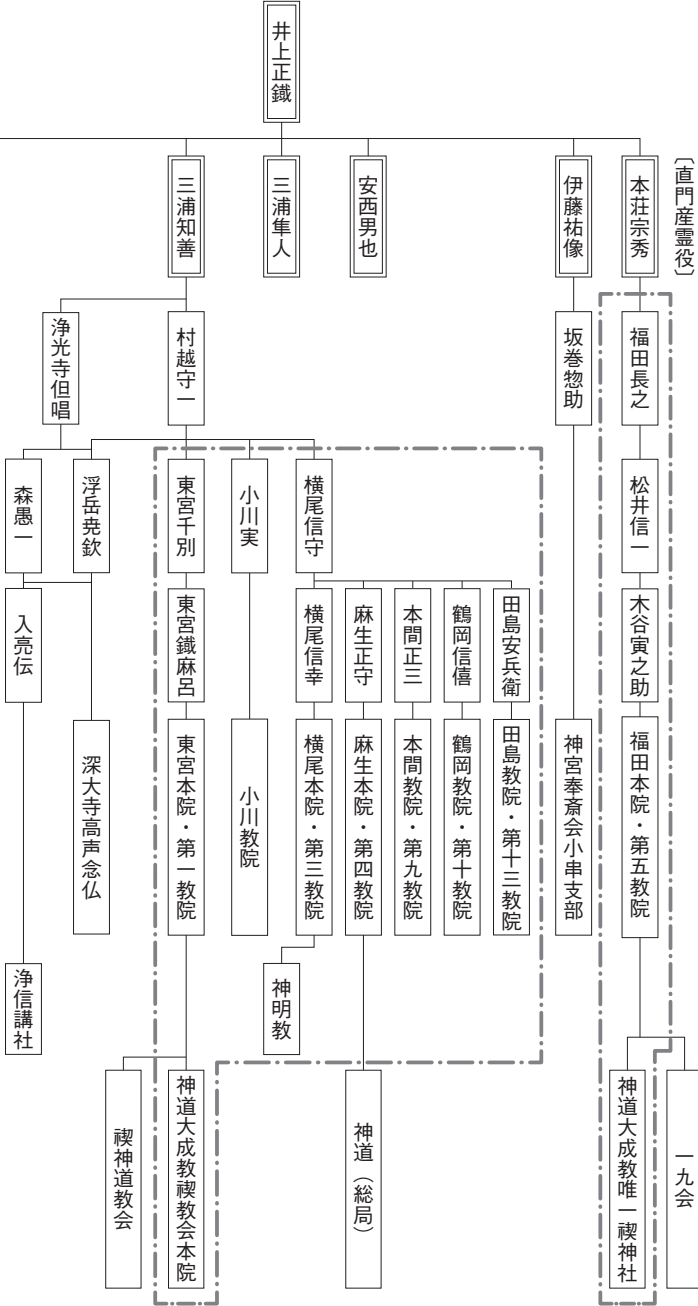 〔直門産霊役〕
井上正鐡
本荘宗秀
福田長之
松井信一
木谷寅之助
福田本院・第五教院
一九会
神道大成教唯一禊神社
伊藤祐像
坂巻惣助
神宮奉斎会小串支部
安西男也
三浦隼人
三浦知善
村越守一
横尾信守
田島安兵衛
田島教院・第十三教院
鶴岡信僖
鶴岡教院・第十教院
本間正三
本間教院・第九教院
麻生正守
麻生本院・第四教院
神道（総局）
横尾信幸
横尾本院・第三教院
神明教
小川実
小川教院
東宮千別
東宮鐡麻呂
東宮本院・第一教院
神道大成教禊教会本院
禊神道教会
浄光寺但唱
浮岳尭欽
深大寺高声念仏
森愚一
入亮伝
浄信講社